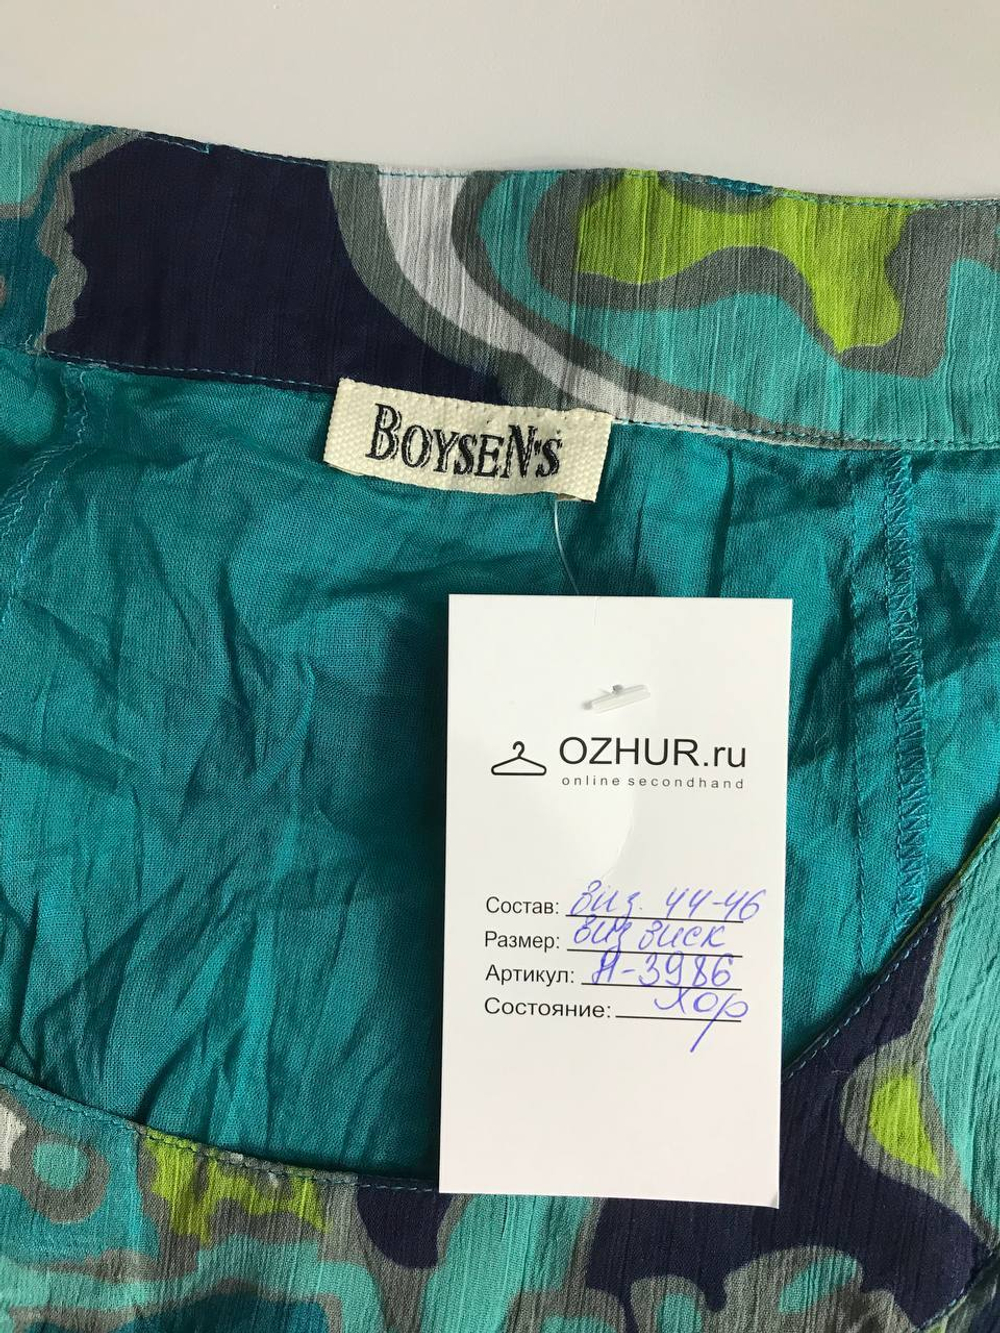 BOYSEN'S
OZHUR.ru
online secondhand
Состав: виз. 44-46
Размер: виз виск
Артикул: А-3986
Состояние: хор